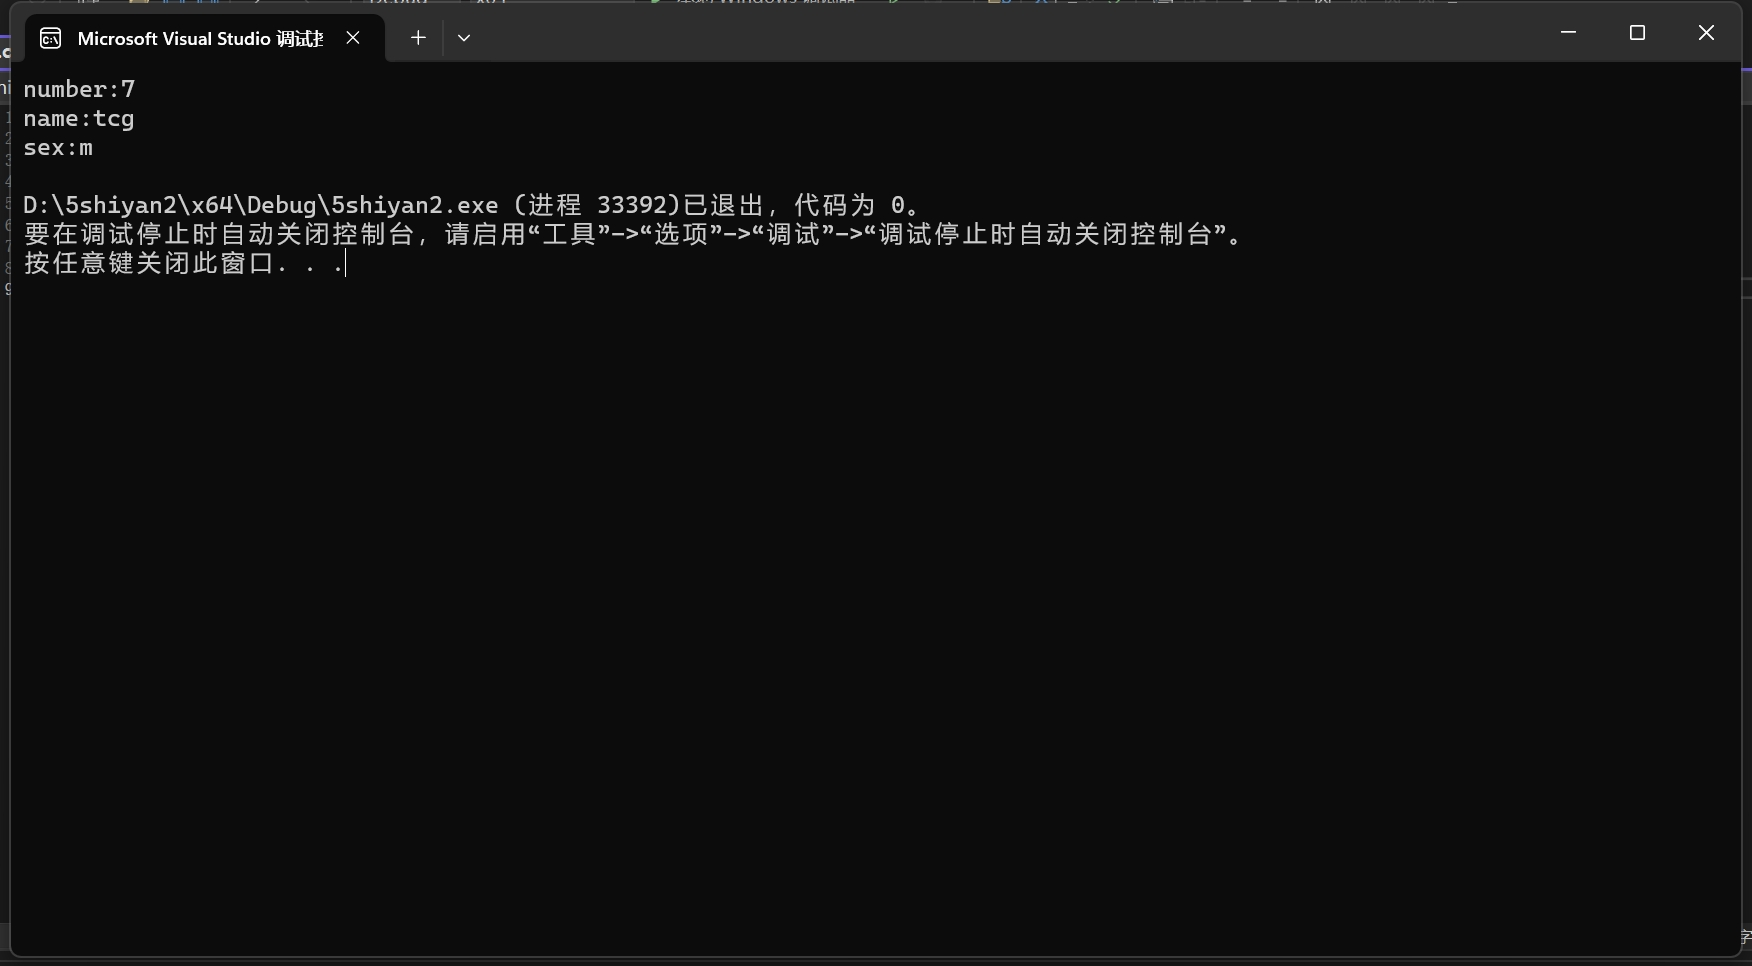 Microsoft Visual Studio 调试控
number:7
name:tcg
sex:m
D:\5shiyan2\x64\Debug\5shiyan2.exe (进程 33392)已退出，代码为 0。
要在调试停止时自动关闭控制台，请启用“工具”->“选项”->“调试”->“调试停止时自动关闭控制台”。
按任意键关闭此窗口. . .